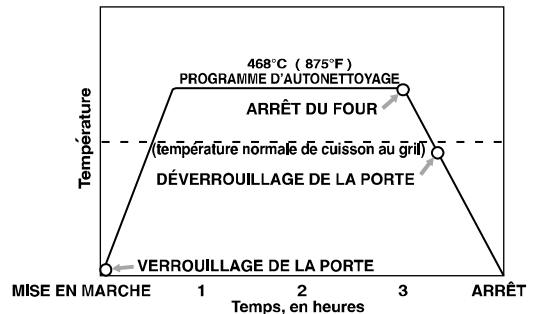 468°C ( 875°F )
PROGRAMME D'AUTONETTOYAGE
ARRÊT DU FOUR
Température
(température normale de cuisson au gril)
DÉVERROUILLAGE DE LA PORTE
VERROUILLAGE DE LA PORTE
MISE EN MARCHE 1 2 3 ARRÊT
Temps, en heures